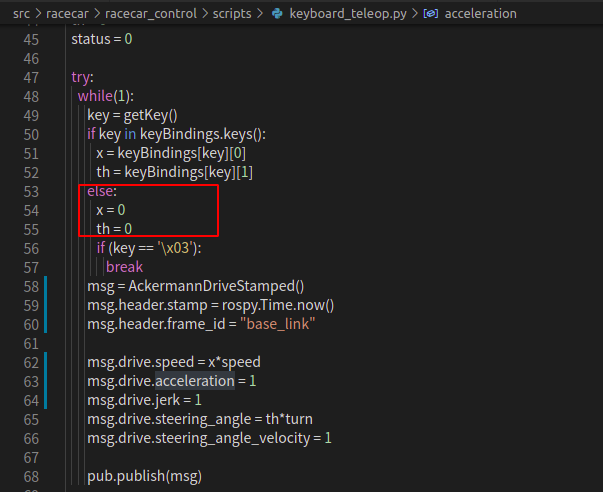 src > racecar > racecar_control > scripts > keyboard_teleop.py > acceleration
45 status = 0
46
47 try:
48 while(1):
49 key = getKey()
50 if key in keyBindings.keys():
51 x = keyBindings[key][0]
52 th = keyBindings[key][1]
53 else:
54 x = 0
55 th = 0
56 if (key == '\x03'):
57 break
58 msg = AckermannDriveStamped()
59 msg.header.stamp = rospy.Time.now()
60 msg.header.frame_id = "base_link"
61
62 msg.drive.speed = x*speed
63 msg.drive.acceleration = 1
64 msg.drive.jerk = 1
65 msg.drive.steering_angle = th*turn
66 msg.drive.steering_angle_velocity = 1
67
68 pub.publish(msg)